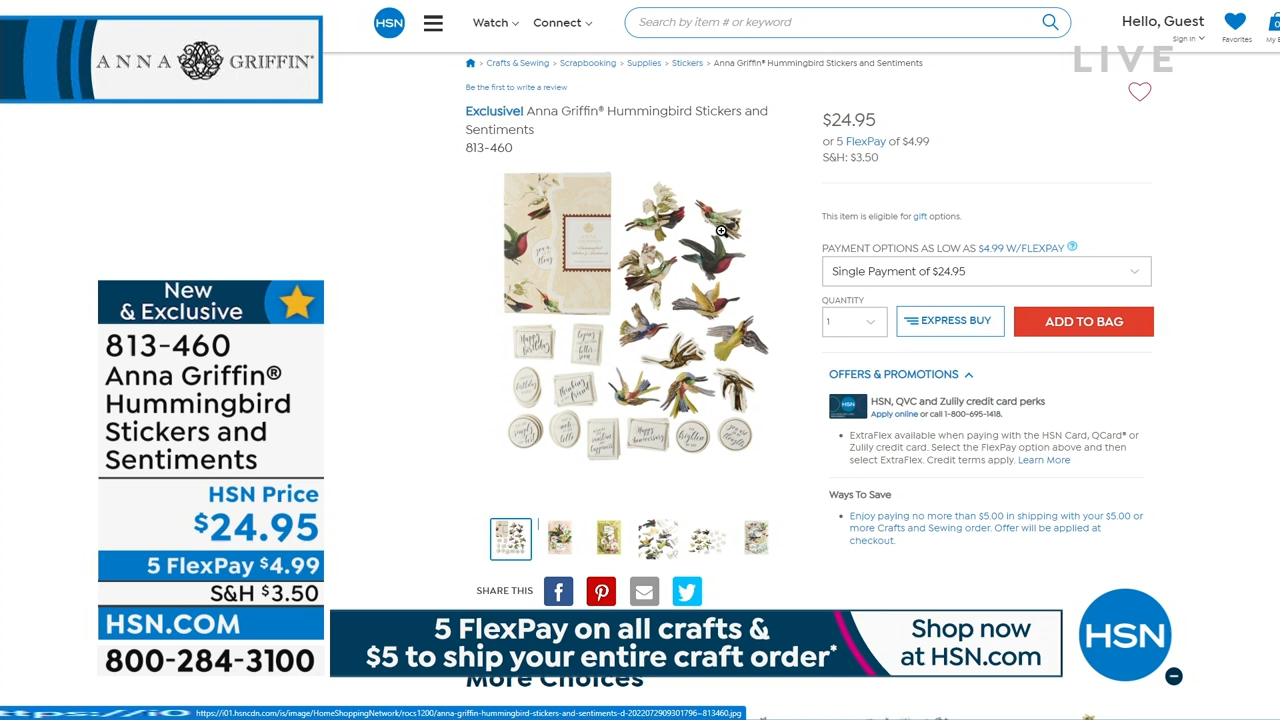 ANNA GRIFFIN®
HSN
Watch
Connect
Search by item # or keyword
Hello, Guest
Sign In
Favorites
0
My B
LIVE
> Crafts & Sewing > Scrapbooking > Supplies > Stickers > Anna Griffin® Hummingbird Stickers and Sentiments
Be the first to write a review
Exclusive! Anna Griffin® Hummingbird Stickers and
Sentiments
813-460
$24.95
or 5 FlexPay of $4.99
S&H: $3.50
This item is eligible for gift options.
PAYMENT OPTIONS AS LOW AS $4.99 W/FLEXPAY ?
Single Payment of $24.95
QUANTITY
1
EXPRESS BUY
ADD TO BAG
OFFERS & PROMOTIONS
HSN
HSN, QVC and Zulily credit card perks
Apply online or call 1-800-695-1418.
• ExtraFlex available when paying with the HSN Card, QCard® or
Zulily credit card. Select the FlexPay option above and then
select ExtraFlex. Credit terms apply. Learn More
Ways To Save
• Enjoy paying no more than $5.00 in shipping with your $5.00 or
more Crafts and Sewing order. Offer will be applied at
checkout.
ANNA
Happy
birthday
thinking
friend
hello
Happy
anniversary
SHARE THIS
New
& Exclusive
813-460
Anna Griffin®
Hummingbird
Stickers and
Sentiments
HSN Price
$24.95
5 FlexPay $4.99
S&H $3.50
HSN.COM
800-284-3100
5 FlexPay on all crafts &
$5 to ship your entire craft order*
Shop now
at HSN.com
HSN
More Choices
https://i01.hsncdn.com/is/image/HomeShoppingNetwork/rocs1200/anna-griffin-hummingbird-stickers-and-sentiments-d-2022072909301796~813460.jpg